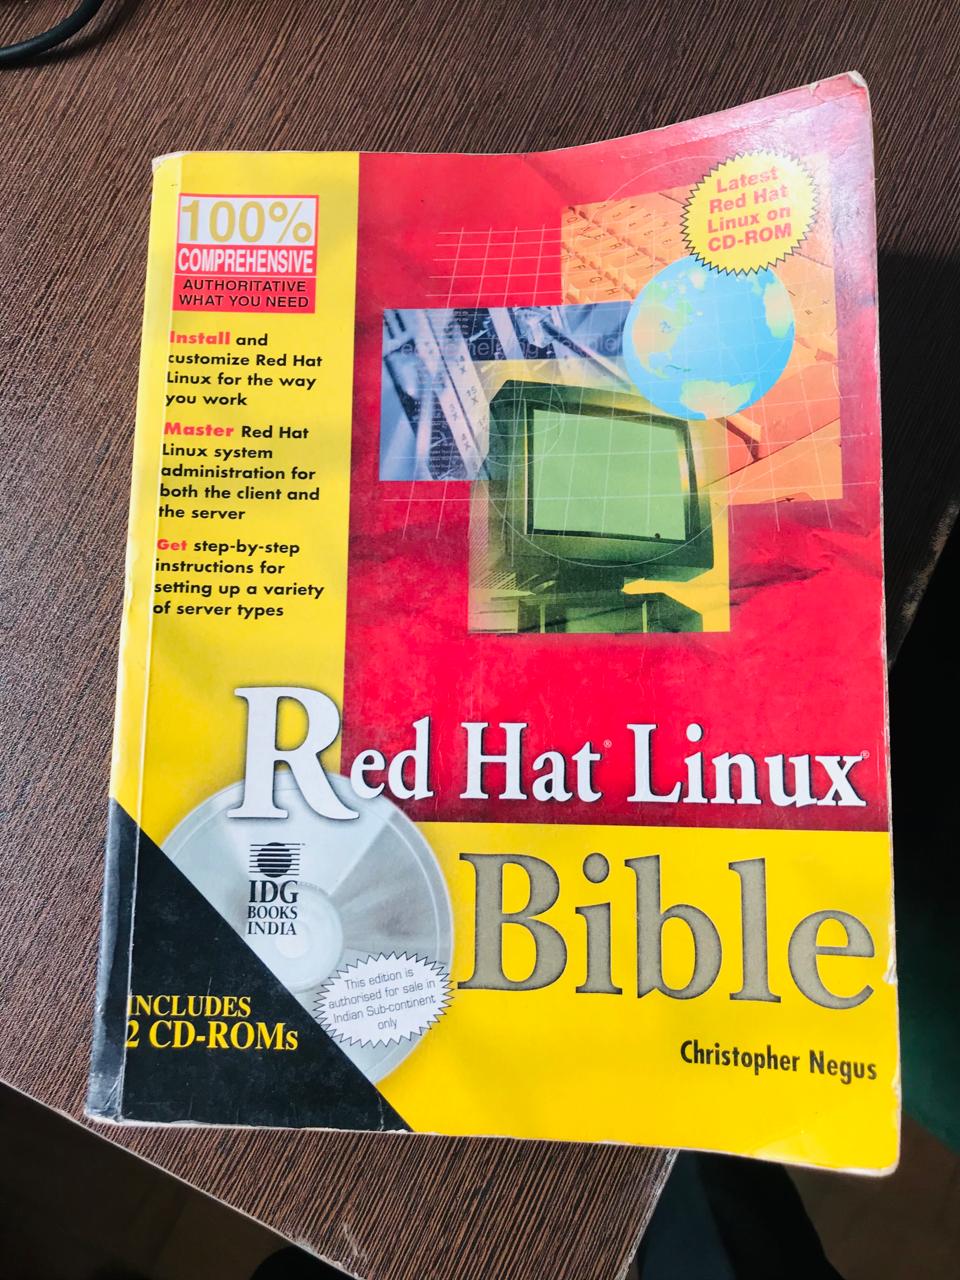 100%
COMPREHENSIVE
AUTHORITATIVE
WHAT YOU NEED
Install and
customize Red Hat
Linux for the way
you work
Master Red Hat
Linux system
administration for
both the client and
the server
Get step-by-step
instructions for
setting up a variety
of server types
Latest
Red Hat
Linux on
CD-ROM
Red Hat® Linux®
Bible
IDG
BOOKS
INDIA
This edition is
authorised for sale in
Indian Sub-continent
only
INCLUDES
2 CD-ROMs
Christopher Negus